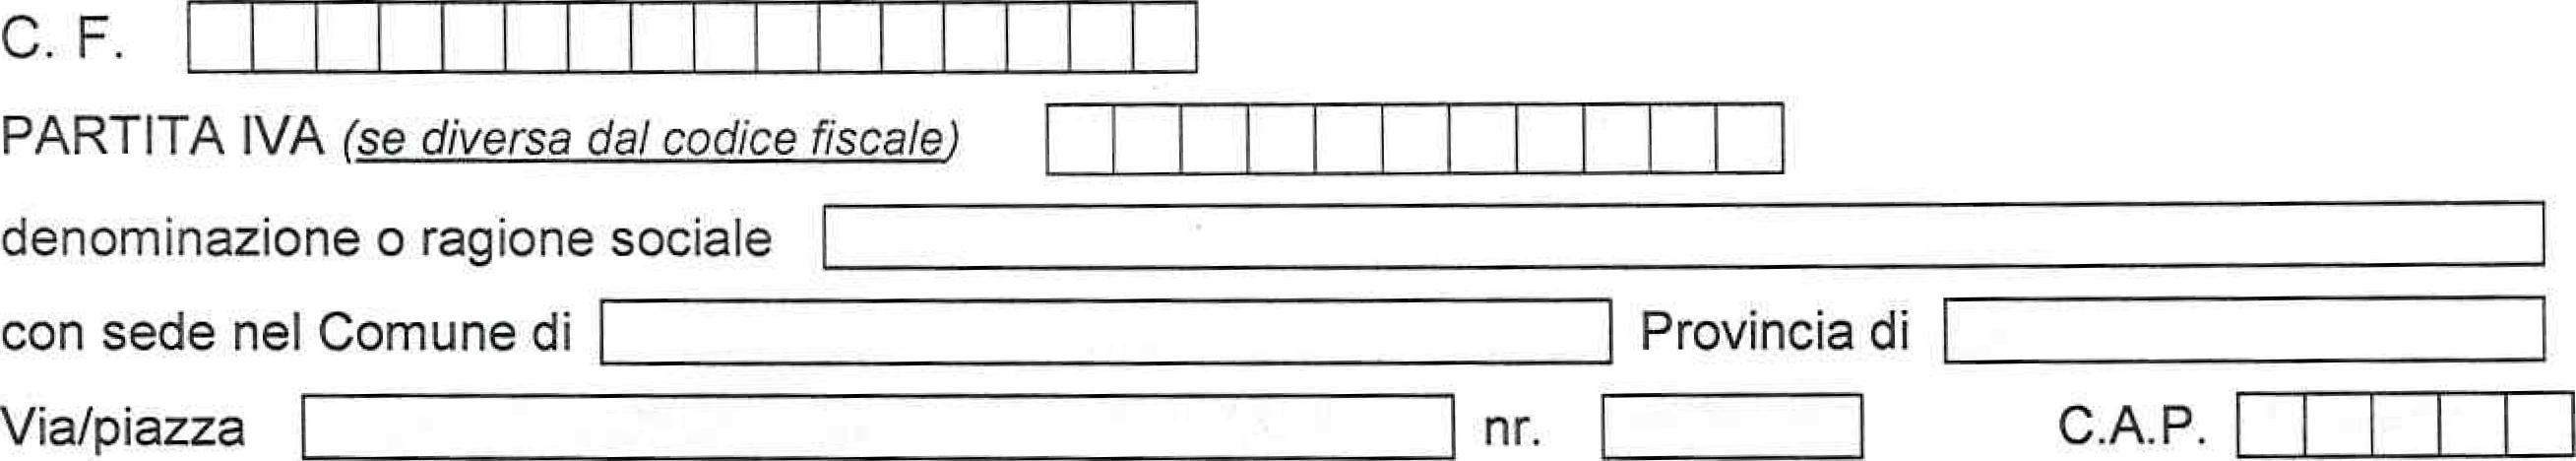 C. F.
PARTITA IVA (se diversa dal codice fiscale)
denominazione o ragione sociale
con sede nel Comune di Provincia di
Via/piazza nr. C.A.P.